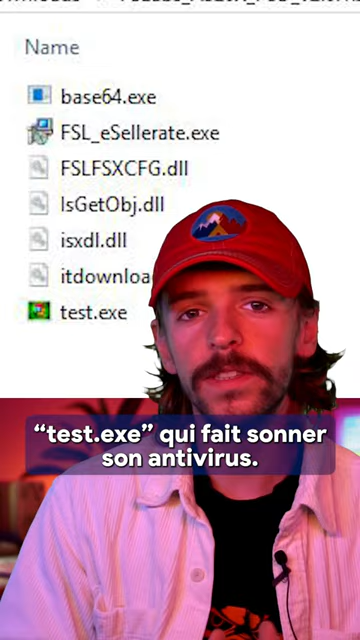 Name
base64.exe
FSL_eSellerate.exe
FSLFSXCFG.dll
IsGetObj.dll
isxdl.dll
itdownloa
test.exe
“test.exe” qui fait sonner
son antivirus.